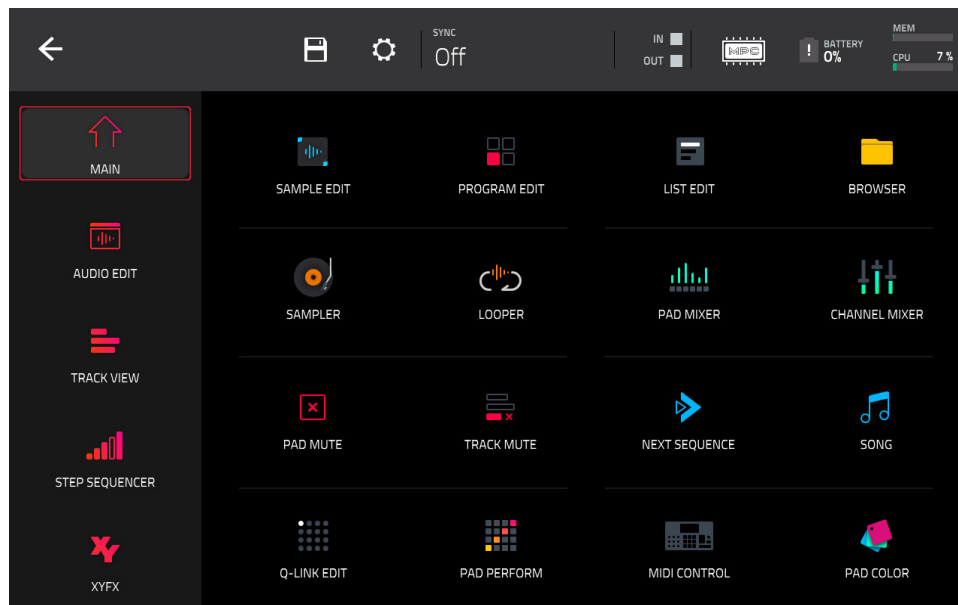 SYNC
Off
IN
OUT
MPC
!
BATTERY
0%
MEM
CPU 7 %
MAIN
AUDIO EDIT
TRACK VIEW
STEP SEQUENCER
XY
XYFX
SAMPLE EDIT PROGRAM EDIT LIST EDIT BROWSER
SAMPLER LOOPER PAD MIXER CHANNEL MIXER
PAD MUTE TRACK MUTE NEXT SEQUENCE SONG
Q-LINK EDIT PAD PERFORM MIDI CONTROL PAD COLOR